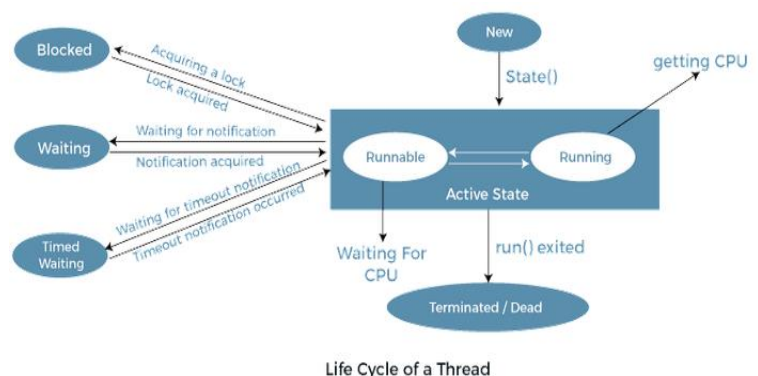 New
Blocked
Acquiring a lock
Lock acquired
State()
getting CPU
Waiting
Waiting for notification
Notification acquired
Runnable
Running
Active State
Timed
Waiting
Waiting for timeout notification
Timeout notification occurred
Waiting For
CPU
run() exited
Terminated / Dead
Life Cycle of a Thread